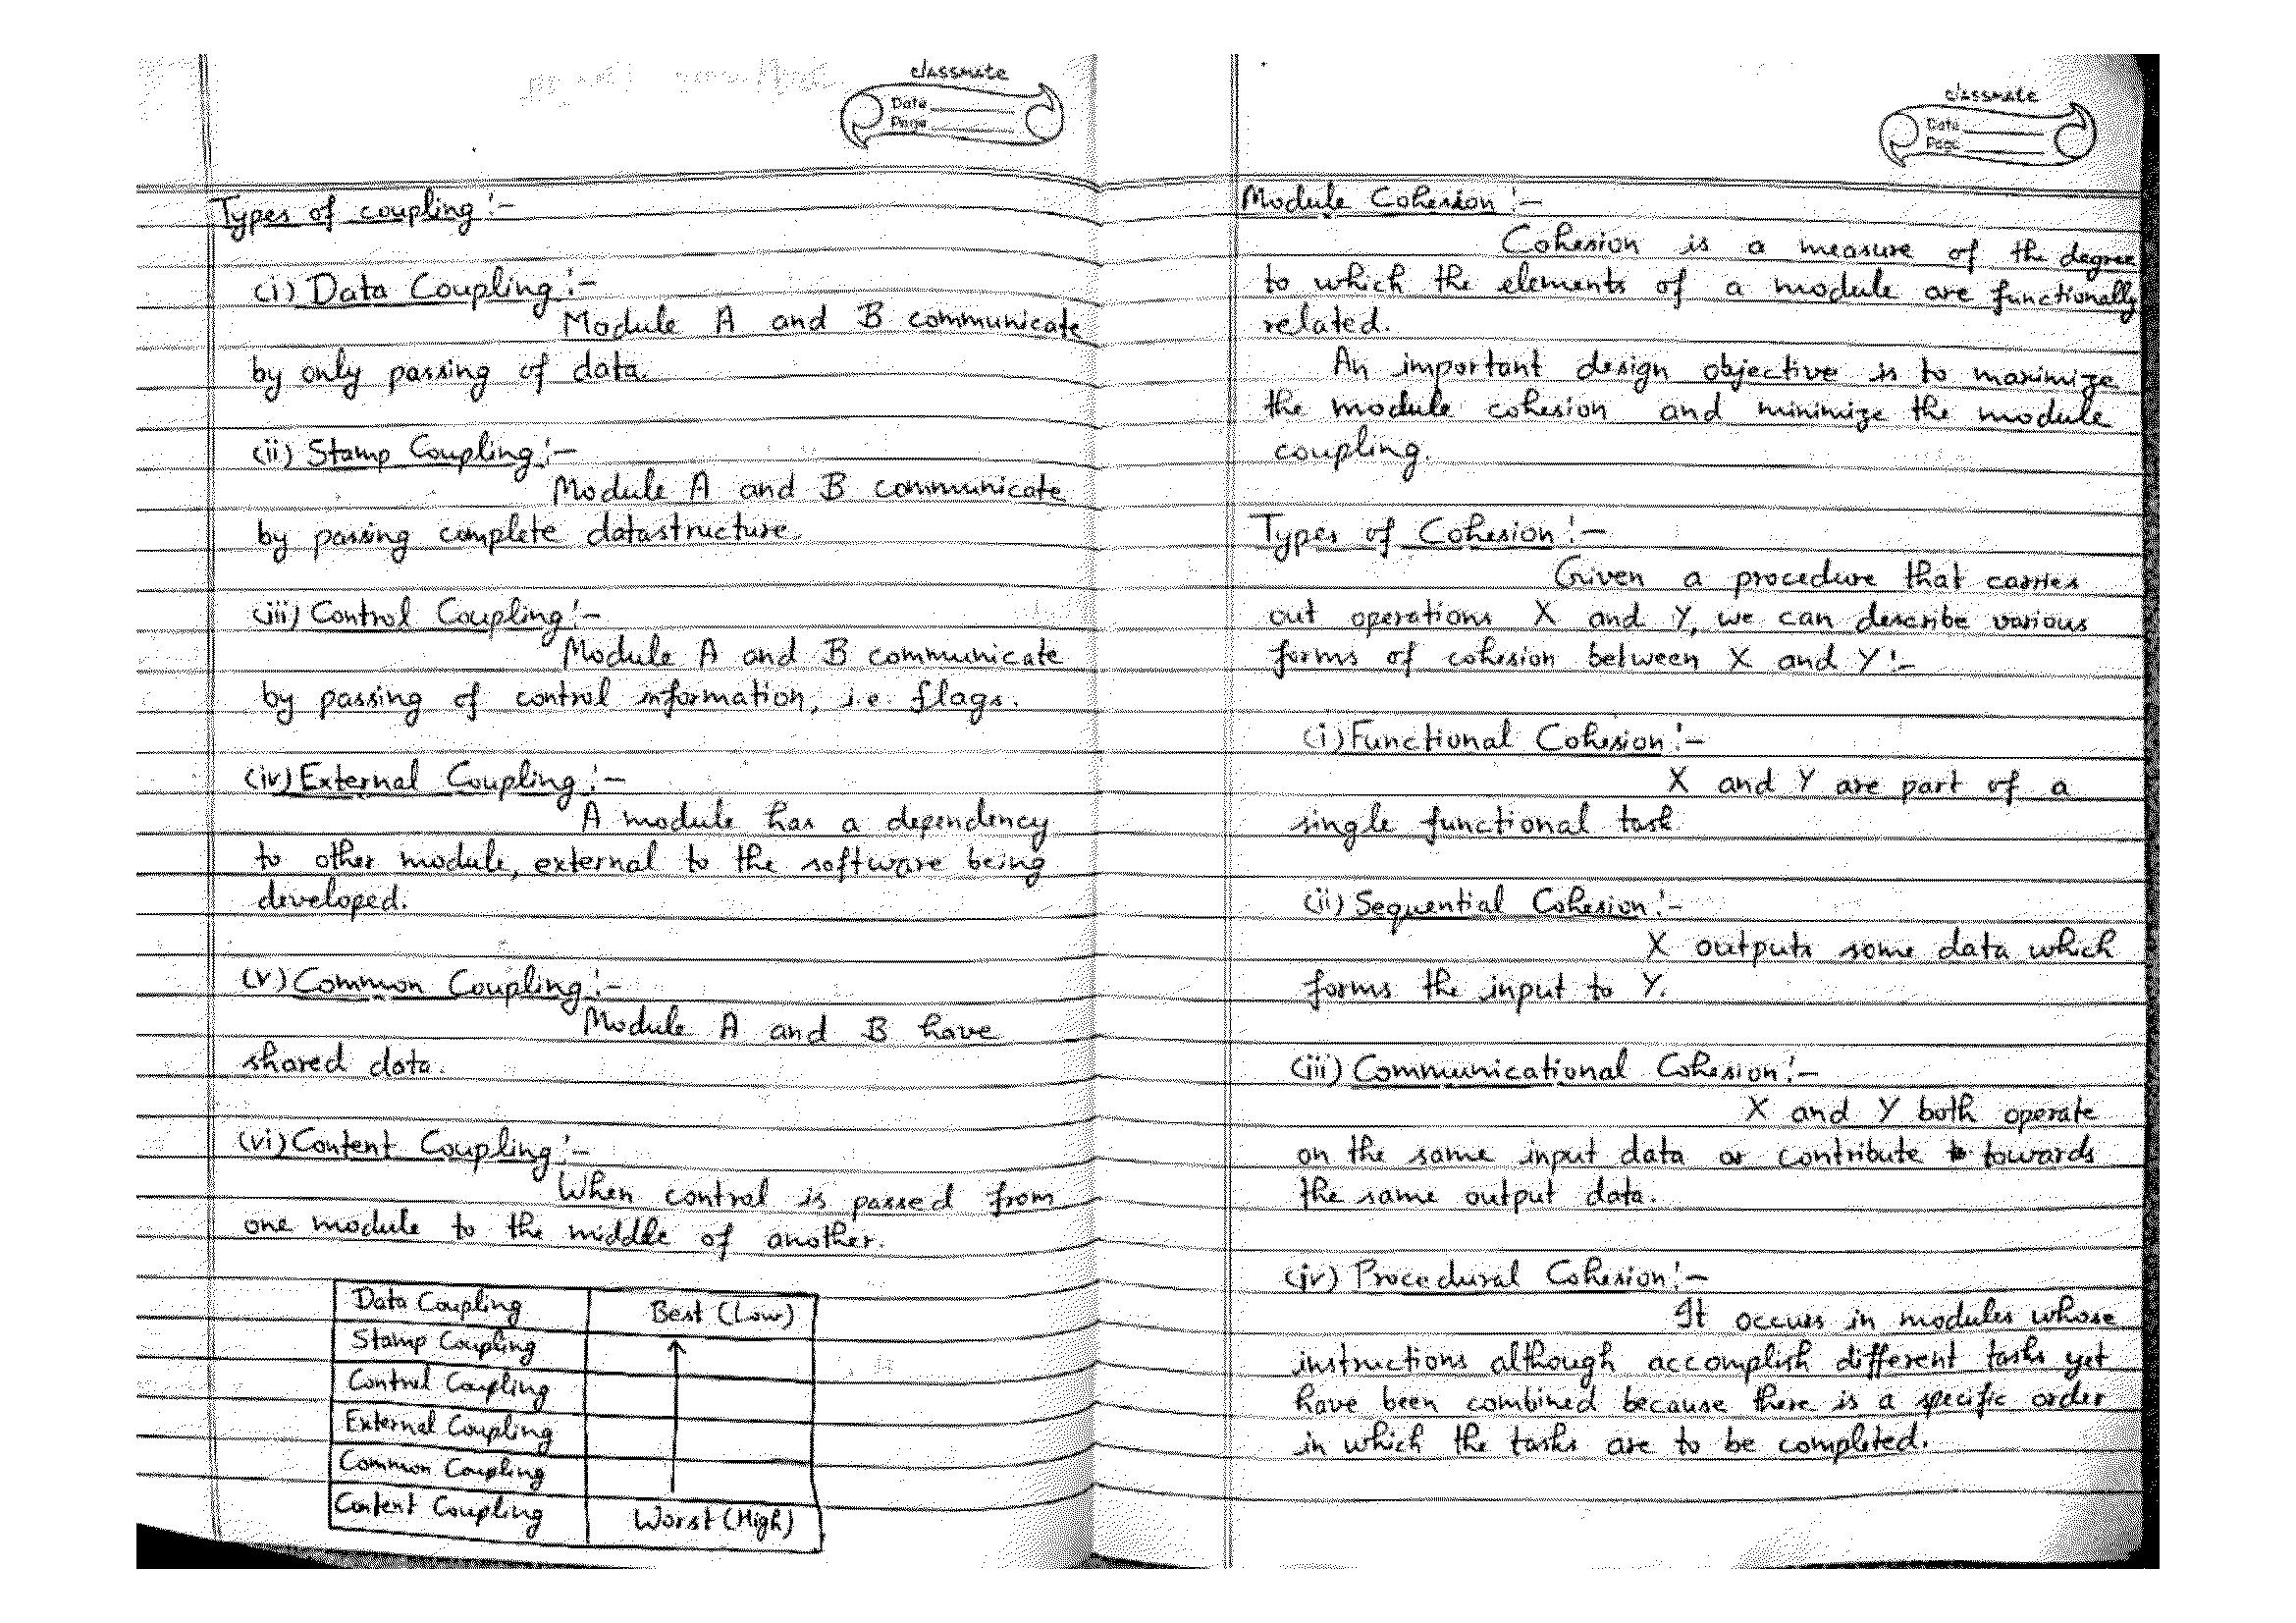 classmate
Date
Page
Types of coupling :-
(i) Data Coupling :-
Module A and B communicate
by only passing of data.
(ii) Stamp Coupling :-
Module A and B communicate
by passing complete datastructure.
(iii) Control Coupling :-
Module A and B communicate
by passing of control information, i.e. flags.
(iv) External Coupling :-
A module has a dependency
to other module, external to the software being
developed.
(v) Common Coupling :-
Module A and B have
shared data.
(vi) Content Coupling :-
When control is passed from
one module to the middle of another.
Data Coupling Best (Low)
Stamp Coupling
Control Coupling
External Coupling
Common Coupling
Content Coupling Worst (High)
classmate
Date
Page
Module Cohesion :-
Cohesion is a measure of the degree
to which the elements of a module are functionally
related.
An important design objective is to maximize
the module cohesion and minimize the module
coupling.
Types of Cohesion :-
Given a procedure that carries
out operations X and Y, we can describe various
forms of cohesion between X and Y :-
(i) Functional Cohesion :-
X and Y are part of a
single functional task
(ii) Sequential Cohesion :-
X outputs some data which
forms the input to Y.
(iii) Communicational Cohesion :-
X and Y both operate
on the same input data or contribute towards
the same output data.
(iv) Procedural Cohesion :-
It occurs in modules whose
instructions although accomplish different tasks yet
have been combined because there is a specific order
in which the tasks are to be completed.